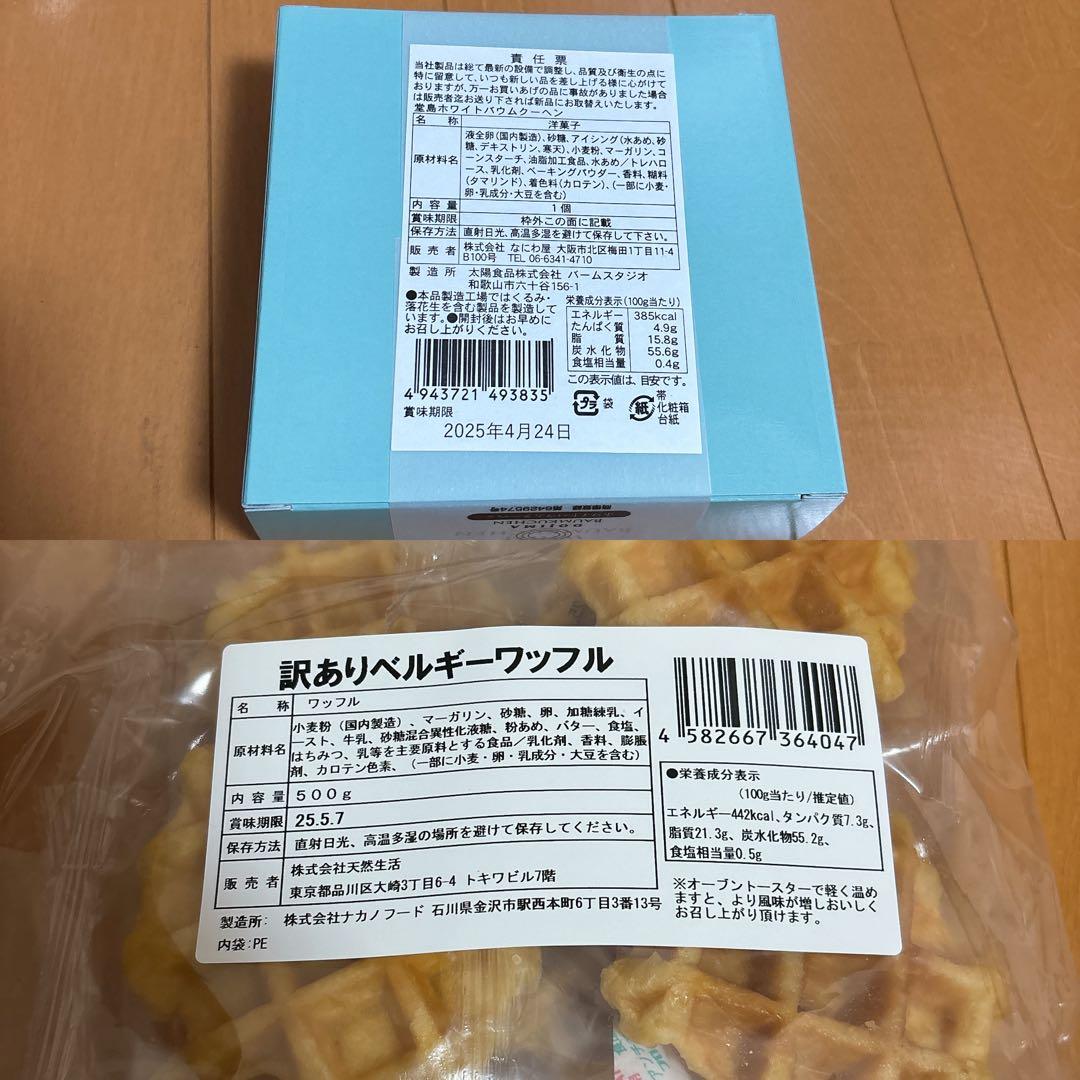 責任票
当社製品は総て最新の設備で調整し、品質及び衛生の点に
特に留意して、いつも新しい品を差し上げる様に心がけて
おりますが、万一お買いあげの品に事故がありました場合
は販売者迄お送り下されば新品にお取替えいたします。
堂島ホワイトバウムクーヘン
名称 洋菓子
原材料名 液全卵(国内製造)、砂糖、アイシング(水あめ、砂
糖、デキストリン、寒天)、小麦粉、マーガリン、コ
ーンスターチ、油脂加工食品、水あめ/トレハロ
ース、乳化剤、ベーキングパウダー、香料、糊料
(タマリンド)、着色料(カロテン)、(一部に小麦・
卵・乳成分・大豆を含む)
内容量 1個
賞味期限 枠外この面に記載
保存方法 直射日光、高温多湿を避けて保存して下さい。
販売者 株式会社 なにわ屋 大阪市北区梅田1丁目11-4
B100号 TEL 06-6341-4710
製造所 太陽食品株式会社 バームスタジオ
和歌山市六十谷156-1
●本品製造工場ではくるみ・
落花生を含む製品を製造して
います。●開封後はお早めに
お召し上がりください。
栄養成分表示(100g当たり)
エネルギー 385kcal
たんぱく質 4.9g
脂質 15.8g
炭水化物 55.6g
食塩相当量 0.4g
この表示値は、目安です。
4 943721 493835
プラ 袋
紙 帯
化粧箱
台紙
賞味期限
2025年4月24日
商標登録 第6429574号
DOJIMA
BAUMKUCHEN
訳ありベルギーワッフル
名称 ワッフル
原材料名 小麦粉(国内製造)、マーガリン、砂糖、卵、加糖練乳、イ
ースト、牛乳、砂糖混合異性化液糖、粉あめ、バター、食塩、
はちみつ、乳等を主要原料とする食品/乳化剤、香料、膨脹
剤、カロテン色素、(一部に小麦・卵・乳成分・大豆を含む)
内容量 500g
賞味期限 25.5.7
保存方法 直射日光、高温多湿の場所を避けて保存してください。
販売者 株式会社天然生活
東京都品川区大崎3丁目6-4 トキワビル7階
製造所: 株式会社ナカノフード 石川県金沢市駅西本町6丁目3番13号
内袋:PE
4 582667 364047
●栄養成分表示
(100g当たり/推定値)
エネルギー442kcal、タンパク質7.3g、
脂質21.3g、炭水化物55.2g、
食塩相当量0.5g
※オーブントースターで軽く温め
ますと、より風味が増しおいしく
お召し上がり頂けます。